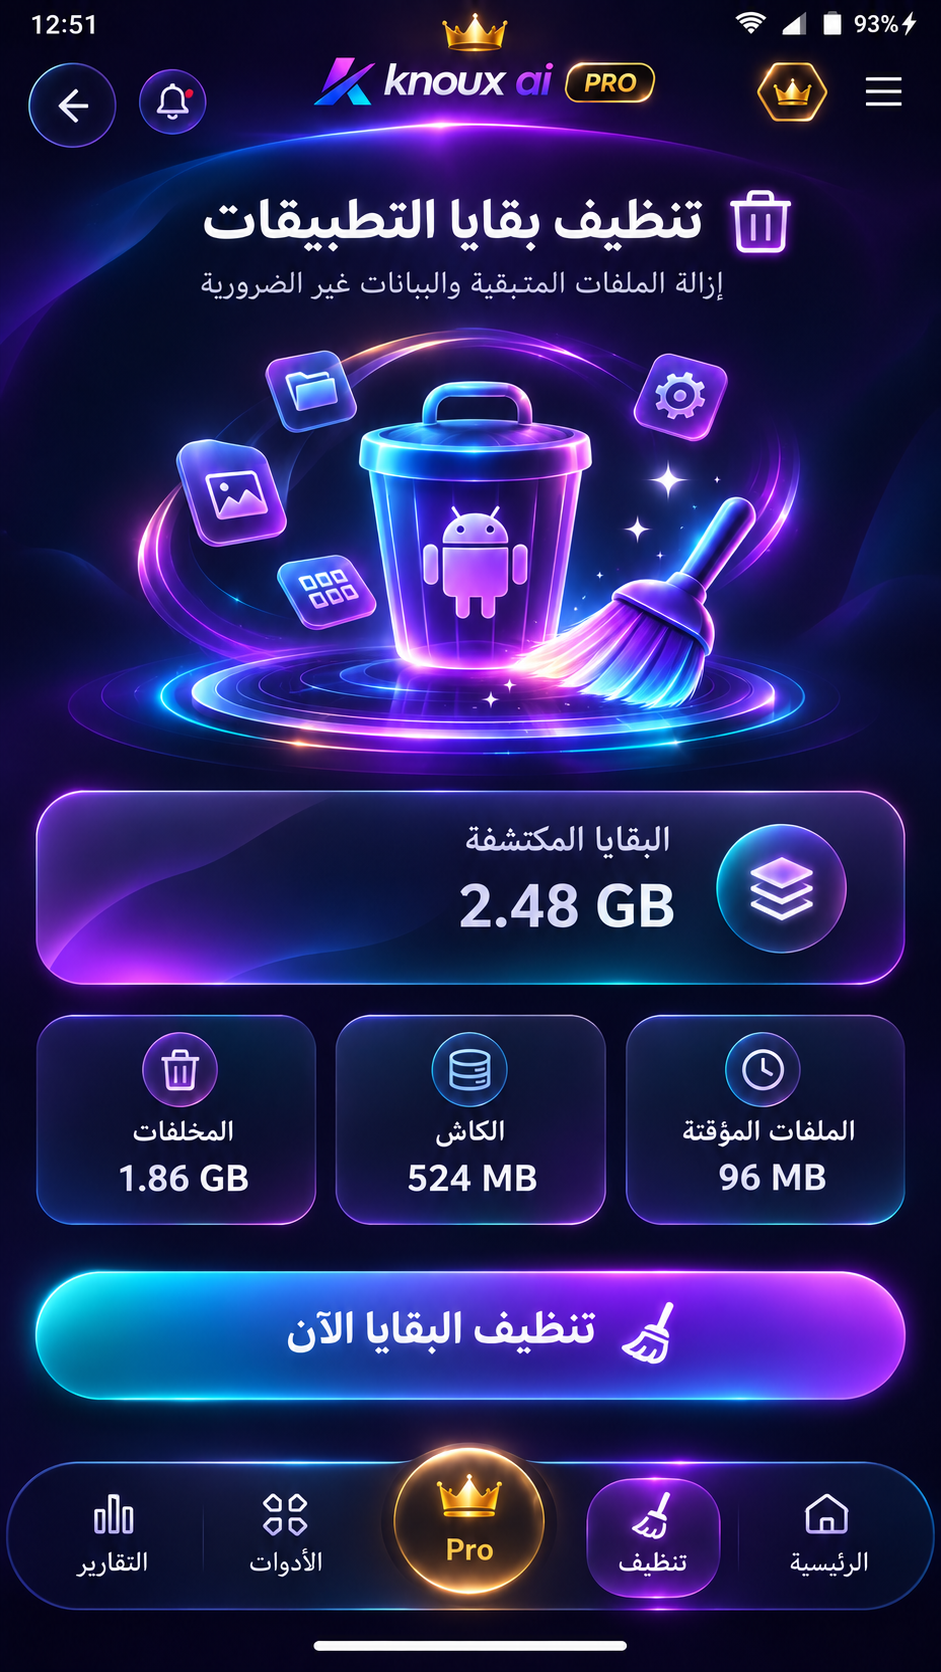 12:51
93%
knoux ai PRO
تنظيف بقايا التطبيقات
إزالة الملفات المتبقية والبيانات غير الضرورية
البقايا المكتشفة
2.48 GB
الملفات المؤقتة
96 MB
الكاش
524 MB
المخلفات
1.86 GB
تنظيف البقايا الآن
الرئيسية
تنظيف
Pro
الأدوات
التقارير